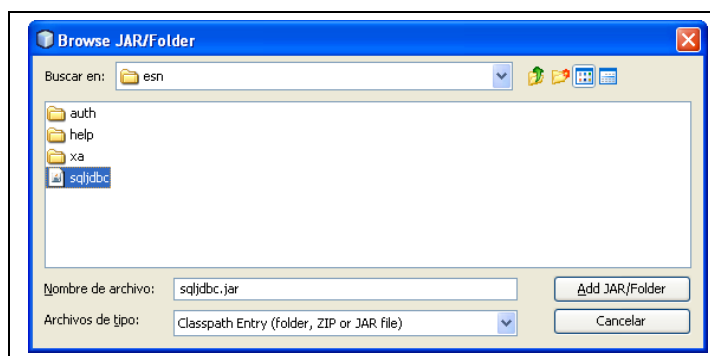 Browse JAR/Folder
Buscar en: esn
auth
help
xa
sqljdbc
Nombre de archivo: sqljdbc.jar Add JAR/Folder
Archivos de tipo: Classpath Entry (folder, ZIP or JAR file) Cancelar